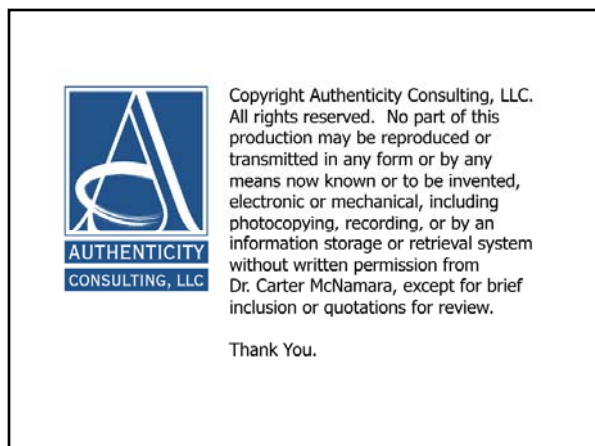 AUTHENTICITY
CONSULTING, LLC
Copyright Authenticity Consulting, LLC.
All rights reserved.  No part of this
production may be reproduced or
transmitted in any form or by any
means now known or to be invented,
electronic or mechanical, including
photocopying, recording, or by an
information storage or retrieval system
without written permission from
Dr. Carter McNamara, except for brief
inclusion or quotations for review.
Thank You.